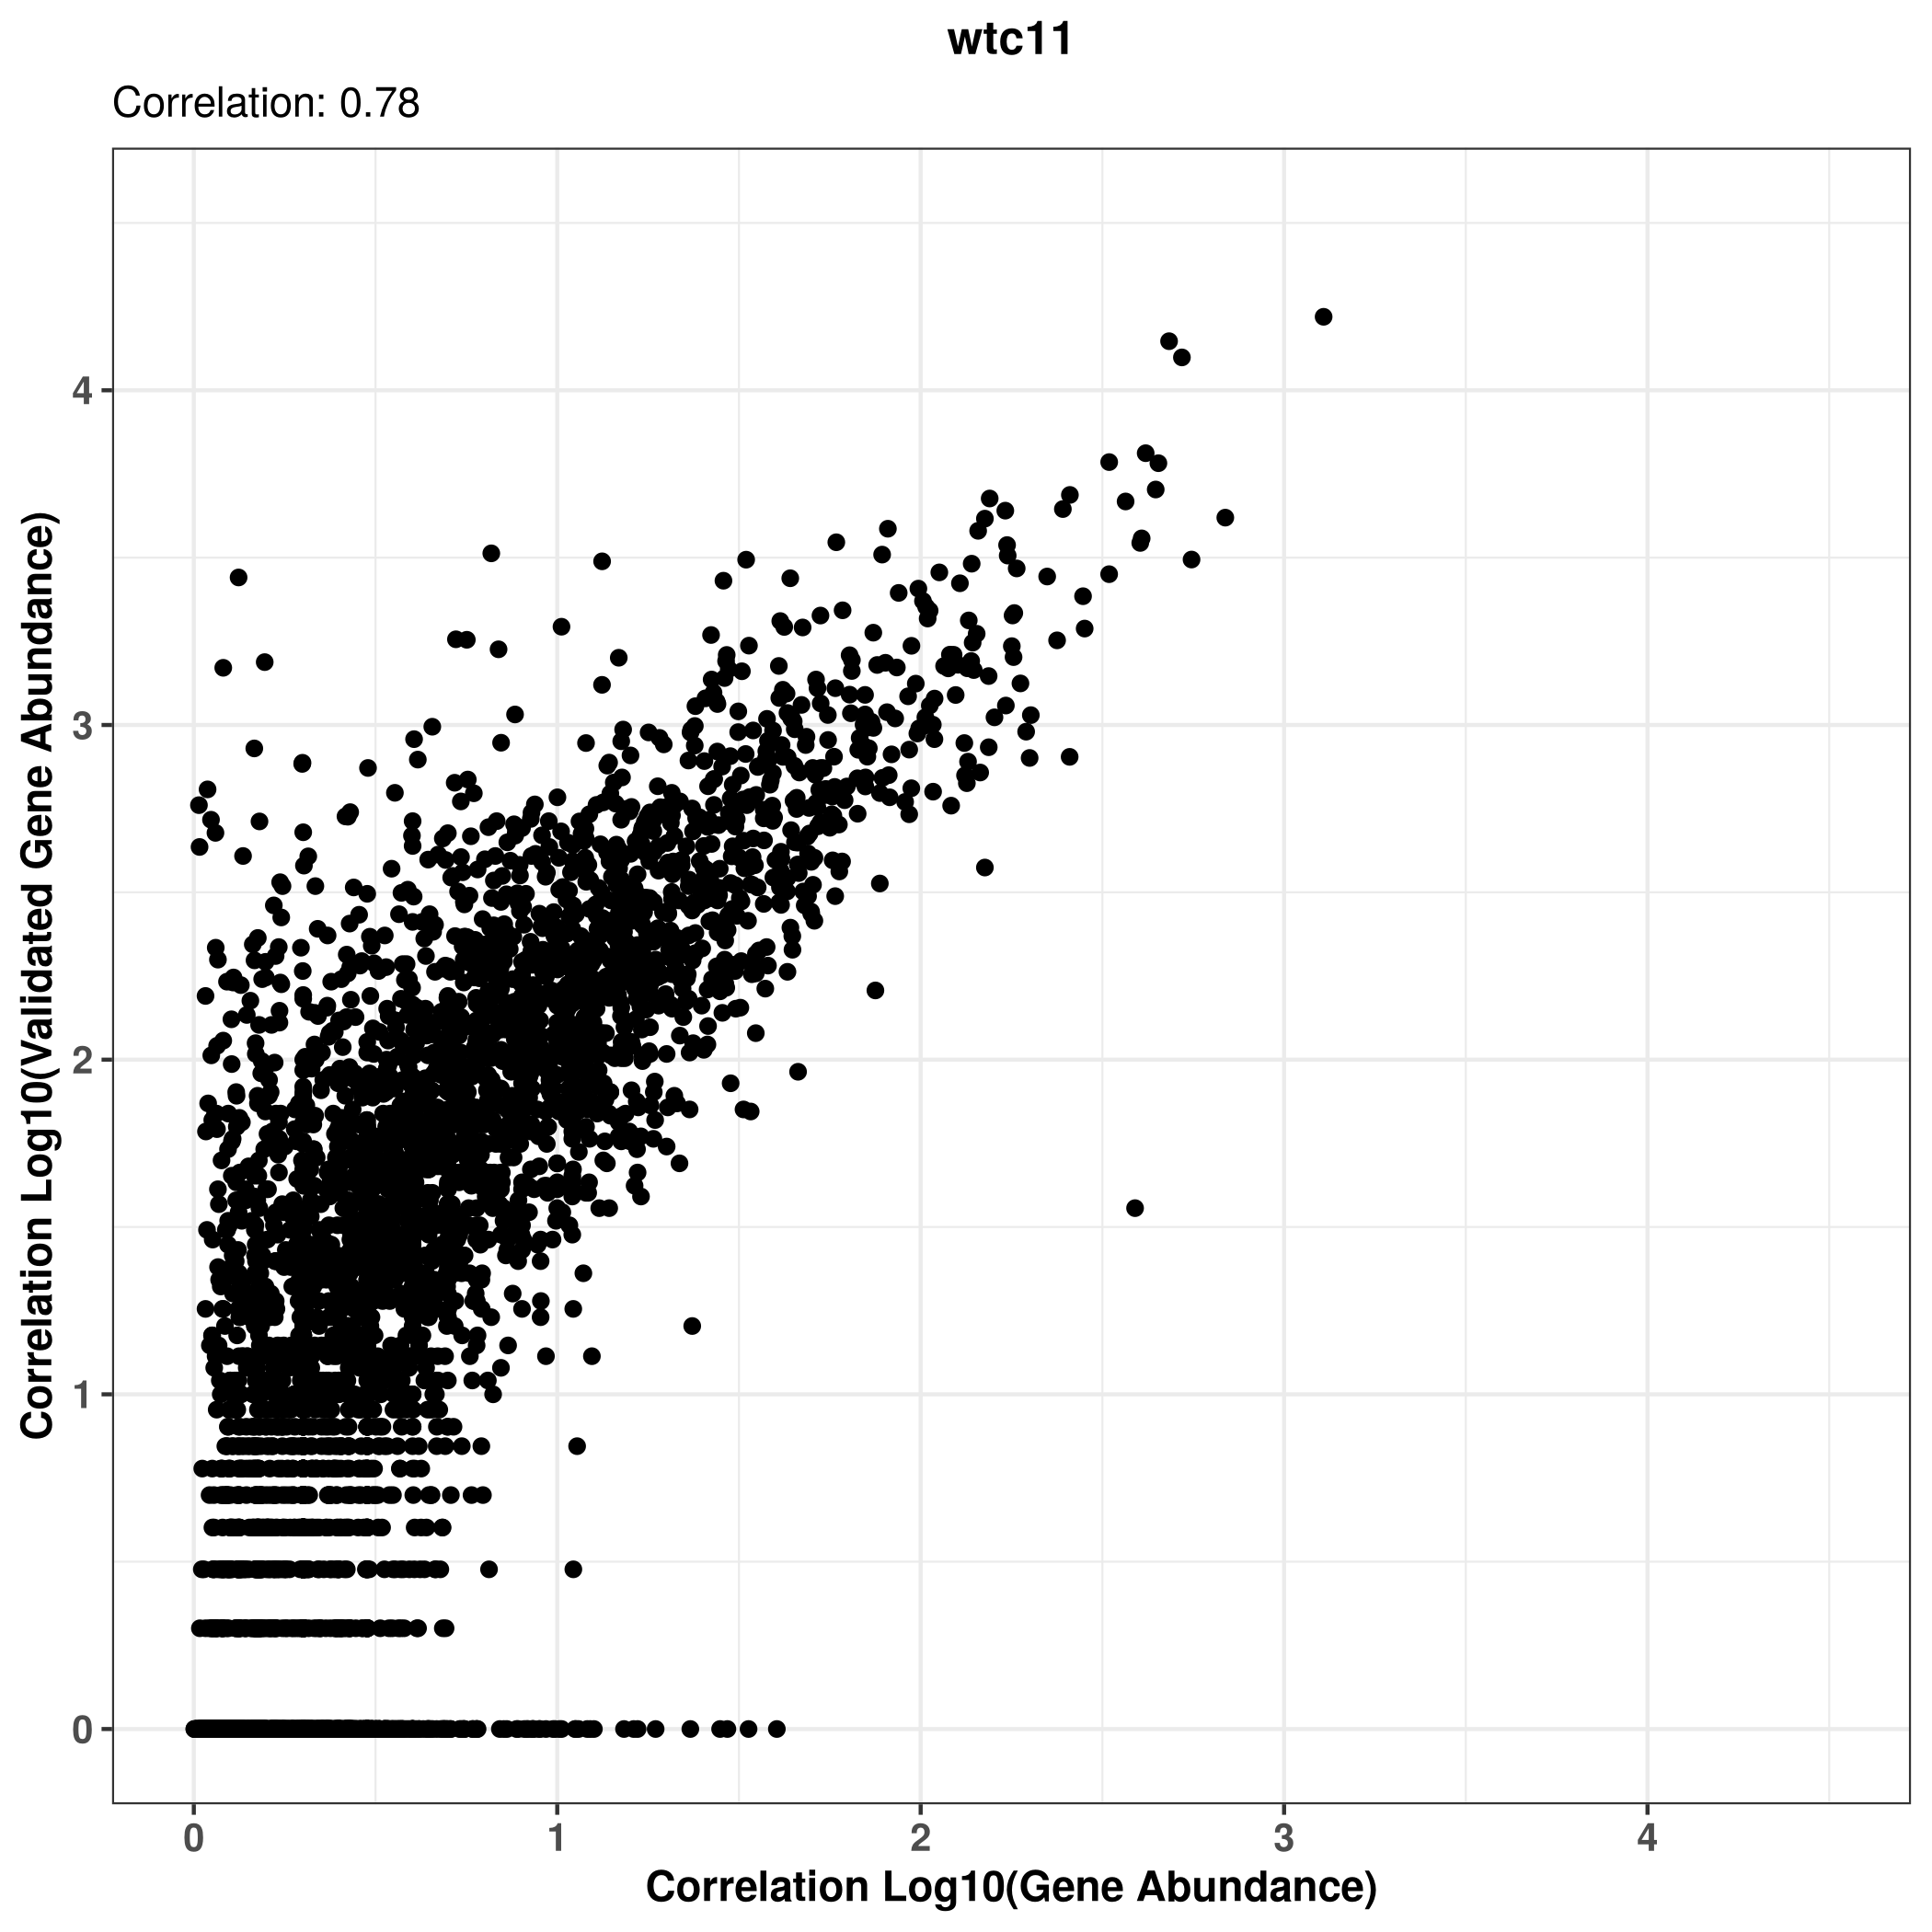 wtc11
Correlation: 0.78
Correlation Log10(Validated Gene Abundance)
4
3
2
1
0
0 1 2 3 4
Correlation Log10(Gene Abundance)